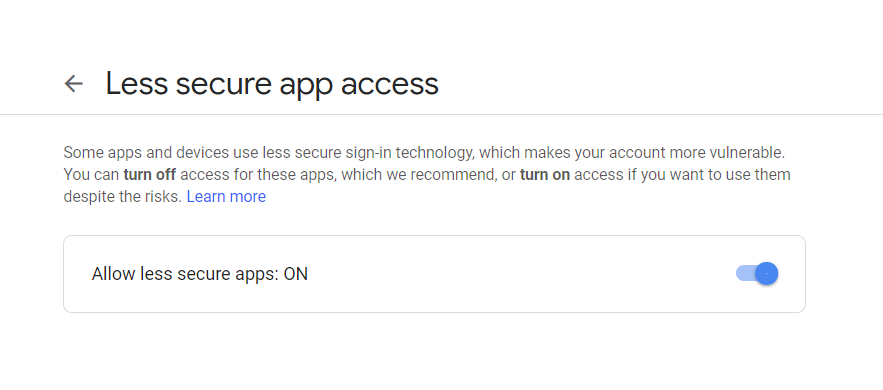 Less secure app access
Some apps and devices use less secure sign-in technology, which makes your account more vulnerable.
You can turn off access for these apps, which we recommend, or turn on access if you want to use them
despite the risks. Learn more
Allow less secure apps: ON